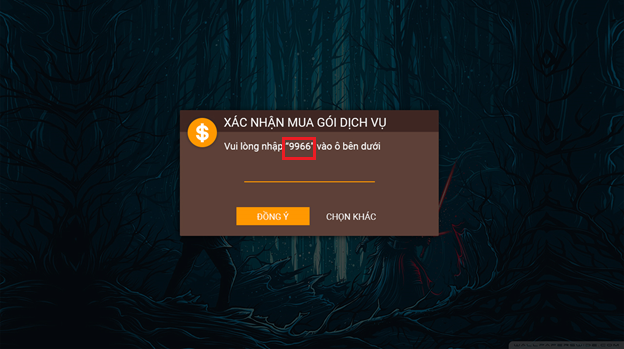 $
XÁC NHẬN MUA GÓI DỊCH VỤ
Vui lòng nhập "9966" vào ô bên dưới
ĐỒNG Ý
CHỌN KHÁC